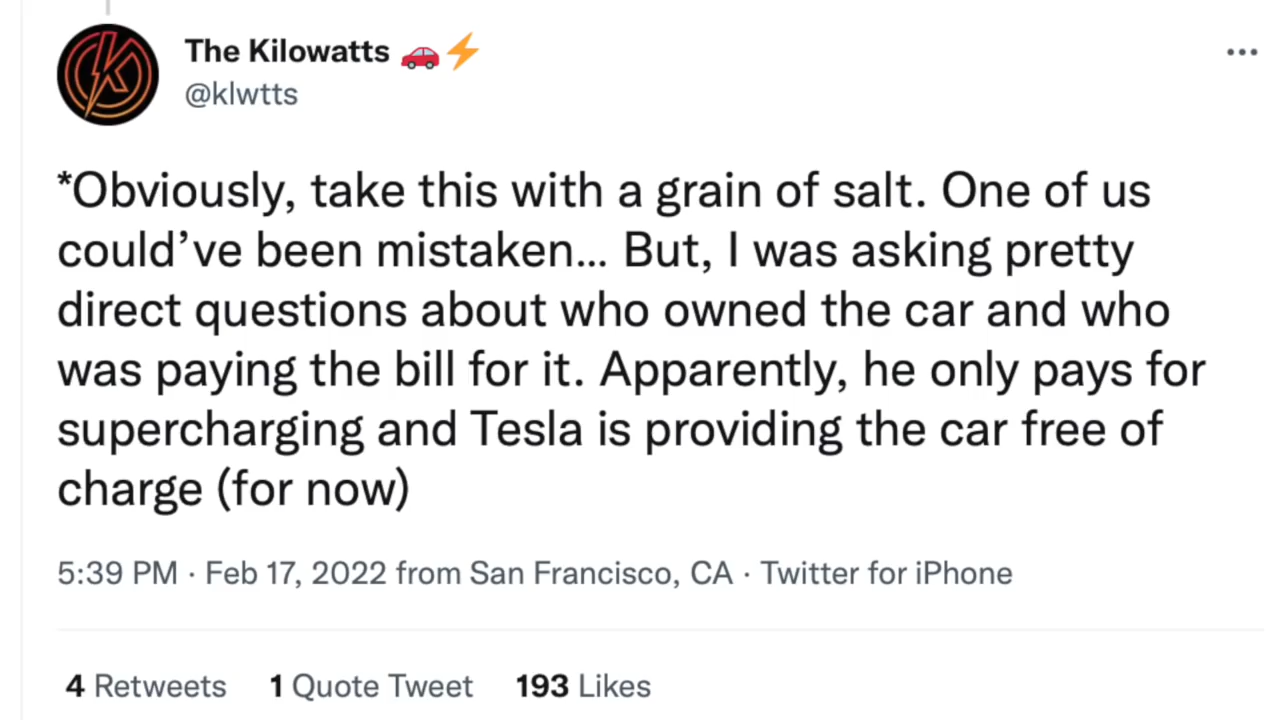 The Kilowatts 🚗⚡
@klwtts
*Obviously, take this with a grain of salt. One of us
could’ve been mistaken... But, I was asking pretty
direct questions about who owned the car and who
was paying the bill for it. Apparently, he only pays for
supercharging and Tesla is providing the car free of
charge (for now)
5:39 PM · Feb 17, 2022 from San Francisco, CA · Twitter for iPhone
4 Retweets 1 Quote Tweet 193 Likes